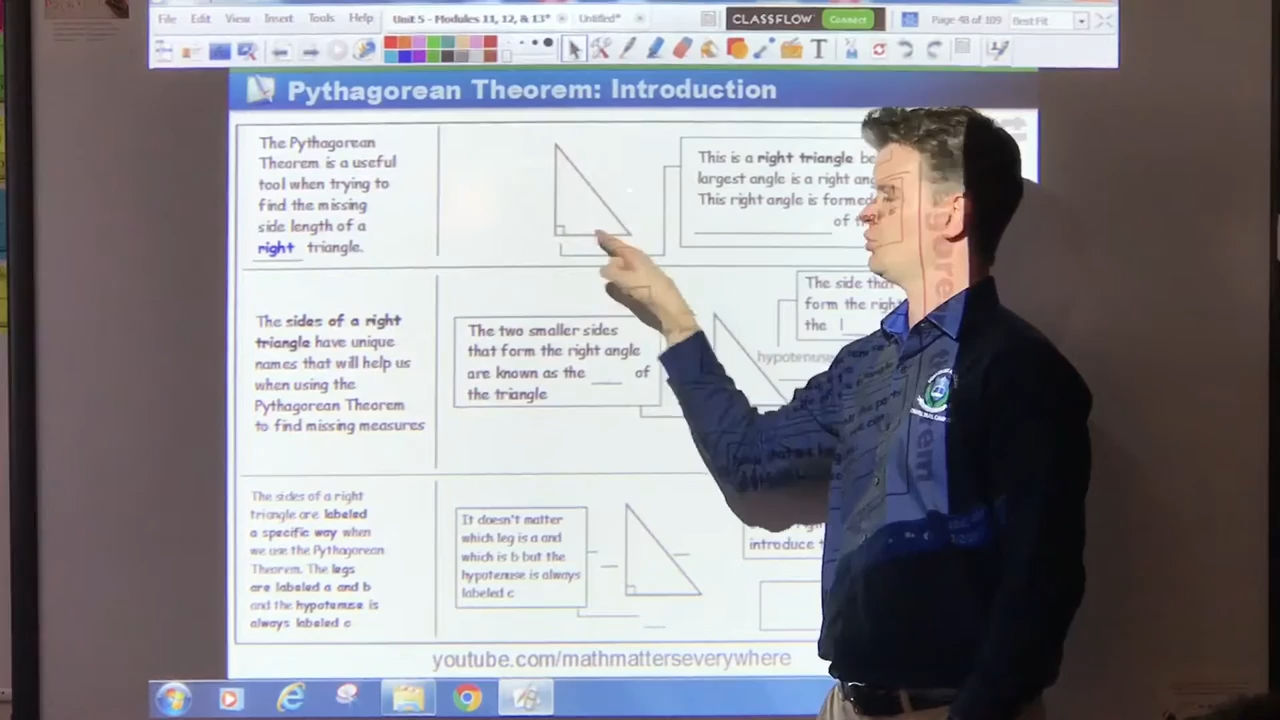 File Edit View Insert Tools Help
Unit 5 - Modules 11, 12, & 13*
Untitled*
CLASSFLOW
Connect
Page 48 of 109
Best Fit
Pythagorean Theorem: Introduction
The Pythagorean
Theorem is a useful
tool when trying to
find the missing
side length of a
right triangle.
This is a right triangle be
largest angle is a right ang
This right angle is formed
of
The sides of a right
triangle have unique
names that will help us
when using the
Pythagorean Theorem
to find missing measures
The two smaller sides
that form the right angle
are known as the ____ of
the triangle
The side tha
form the righ
the l
hypotenuse
The sides of a right
triangle are labeled
a specific way when
we use the Pythagorean
Theorem. The legs
are labeled a and b
and the hypotenuse is
always labeled c
It doesn't matter
which leg is a and
which is b but the
hypotenuse is always
labeled c
introduce t
youtube.com/mathmatterseverywhere